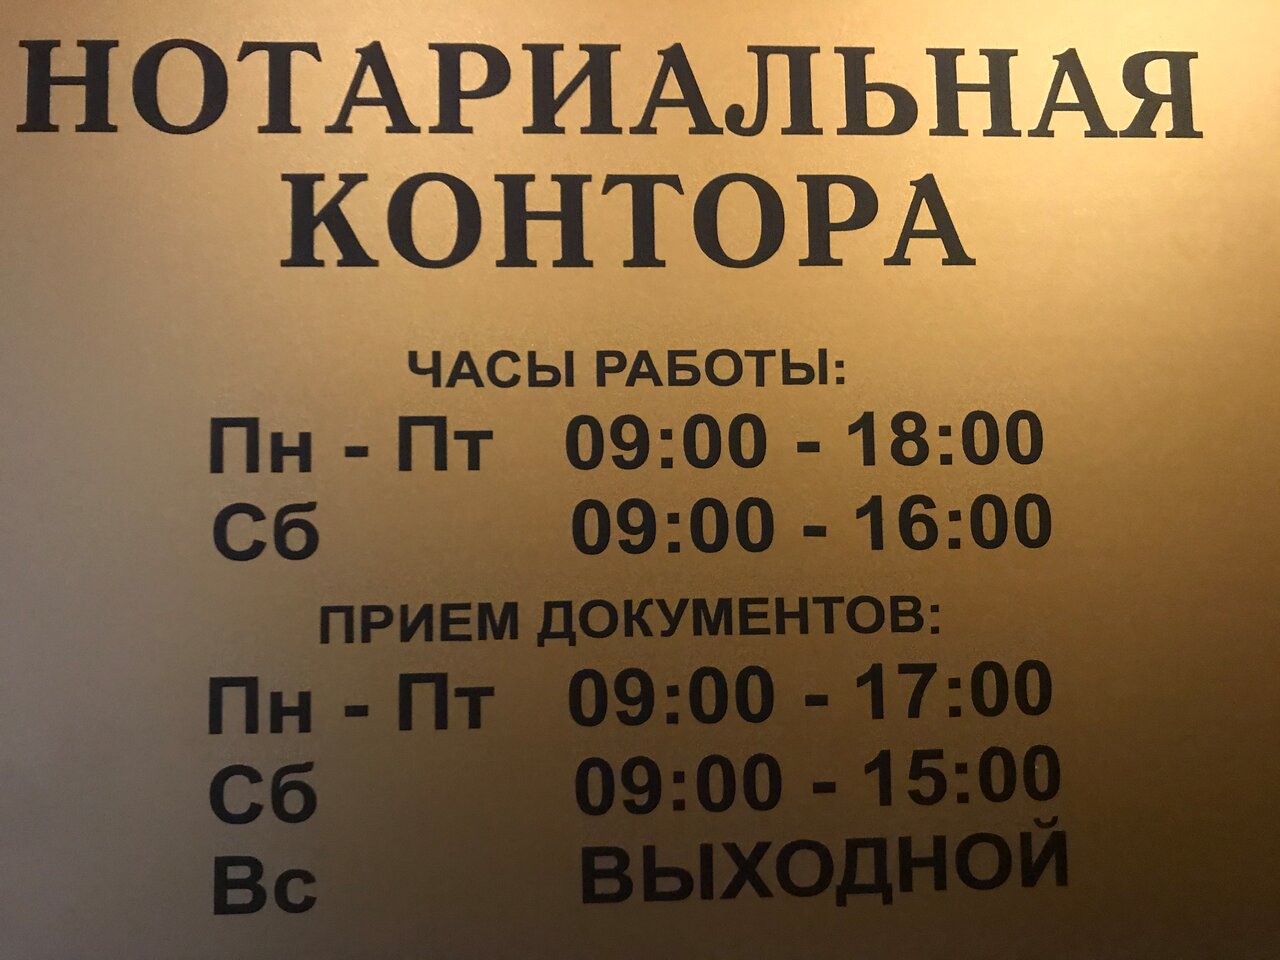 НОТАРИАЛЬНАЯ
КОНТОРА
ЧАСЫ РАБОТЫ:
Пн - Пт 09:00 - 18:00
Сб 09:00 - 16:00
ПРИЕМ ДОКУМЕНТОВ:
Пн - Пт 09:00 - 17:00
Сб 09:00 - 15:00
Вс ВЫХОДНОЙ